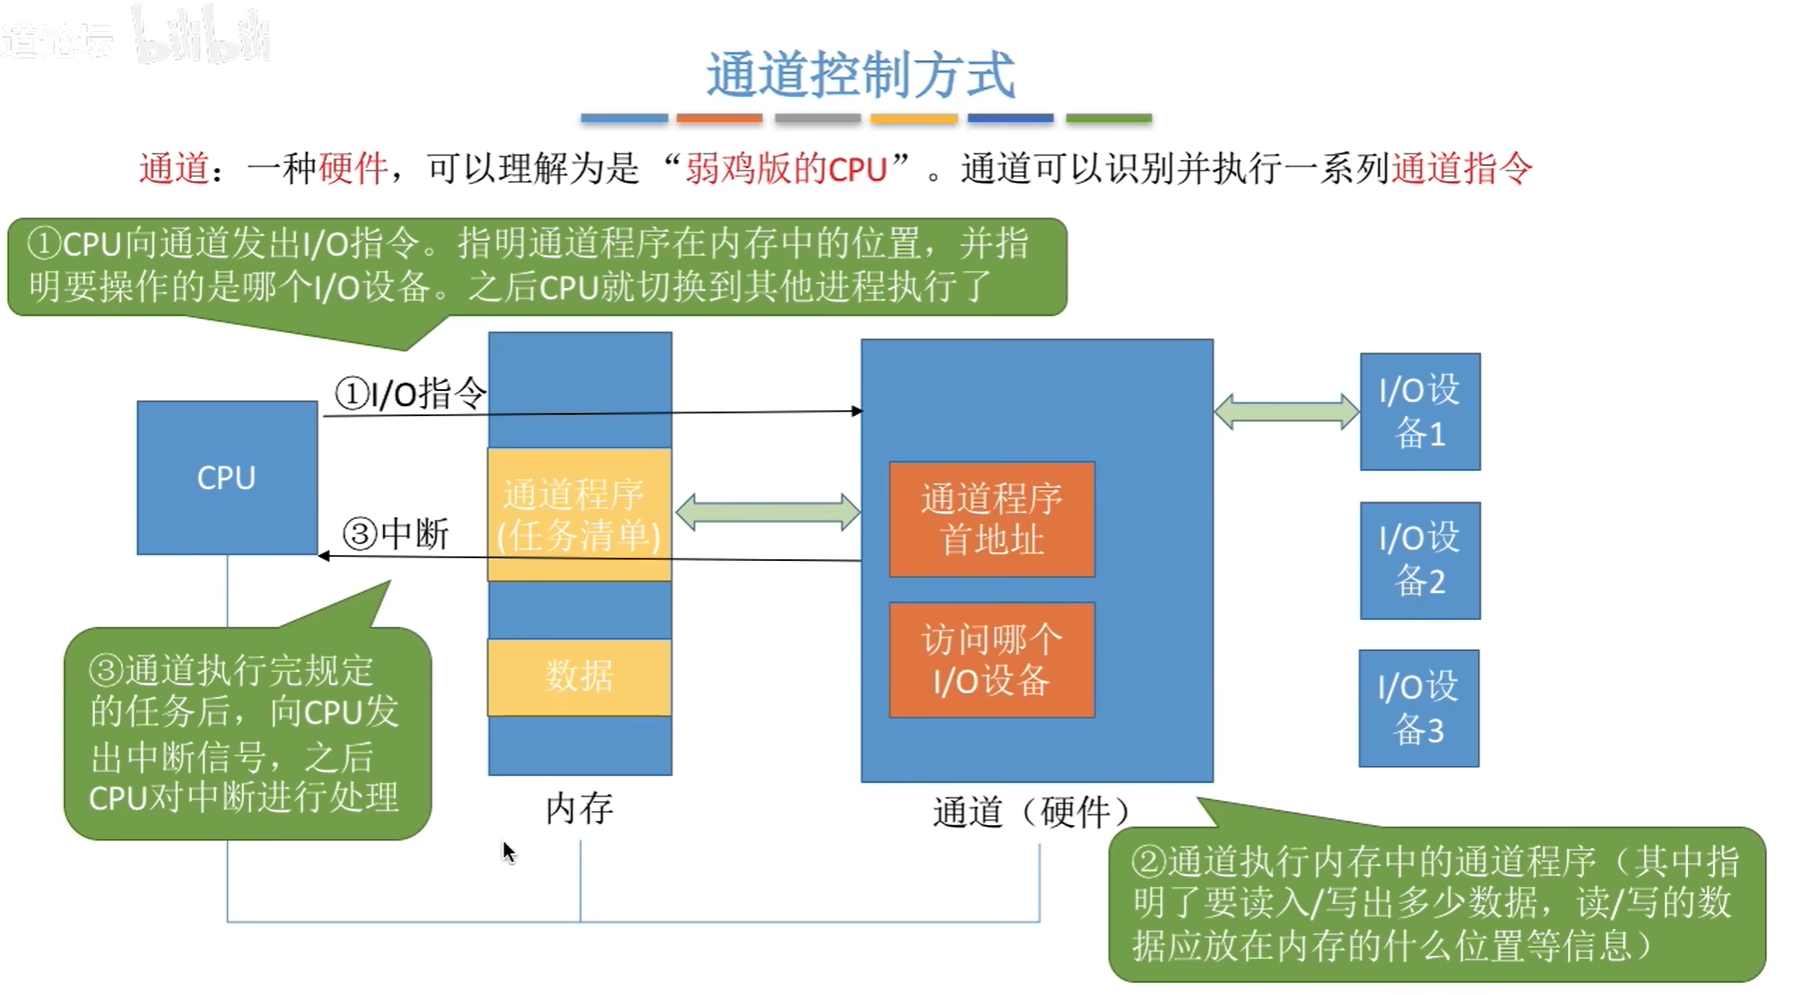 道论坛 bilibili
通道控制方式
通道：一种硬件，可以理解为是“弱鸡版的CPU”。通道可以识别并执行一系列通道指令
①CPU向通道发出I/O指令。指明通道程序在内存中的位置，并指
明要操作的是哪个I/O设备。之后CPU就切换到其他进程执行了
①I/O指令
CPU
③中断
通道程序
(任务清单)
数据
内存
通道程序
首地址
访问哪个
I/O设备
通道（硬件）
I/O设
备1
I/O设
备2
I/O设
备3
③通道执行完规定
的任务后，向CPU发
出中断信号，之后
CPU对中断进行处理
②通道执行内存中的通道程序（其中指
明了要读入/写出多少数据，读/写的数
据应放在内存的什么位置等信息）